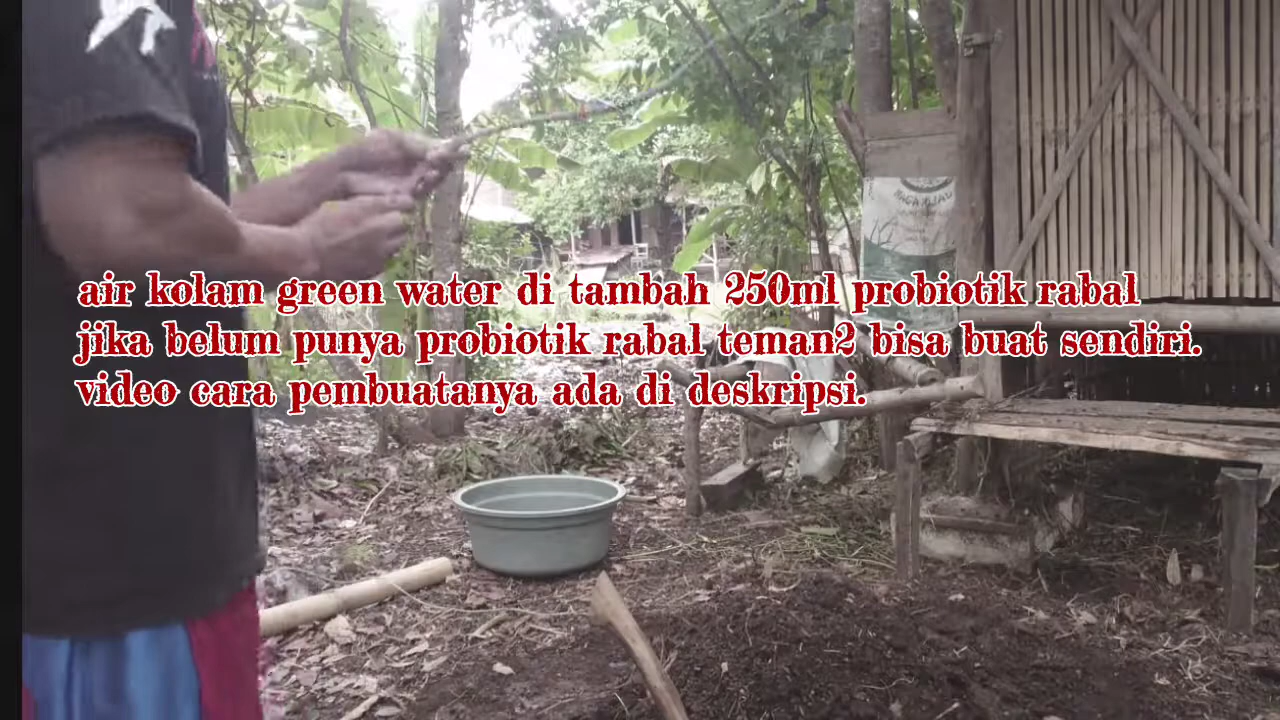 air kolam green water di tambah 250ml probiotik rabal
jika belum punya probiotik rabal teman2 bisa buat sendiri.
video cara pembuatanya ada di deskripsi.